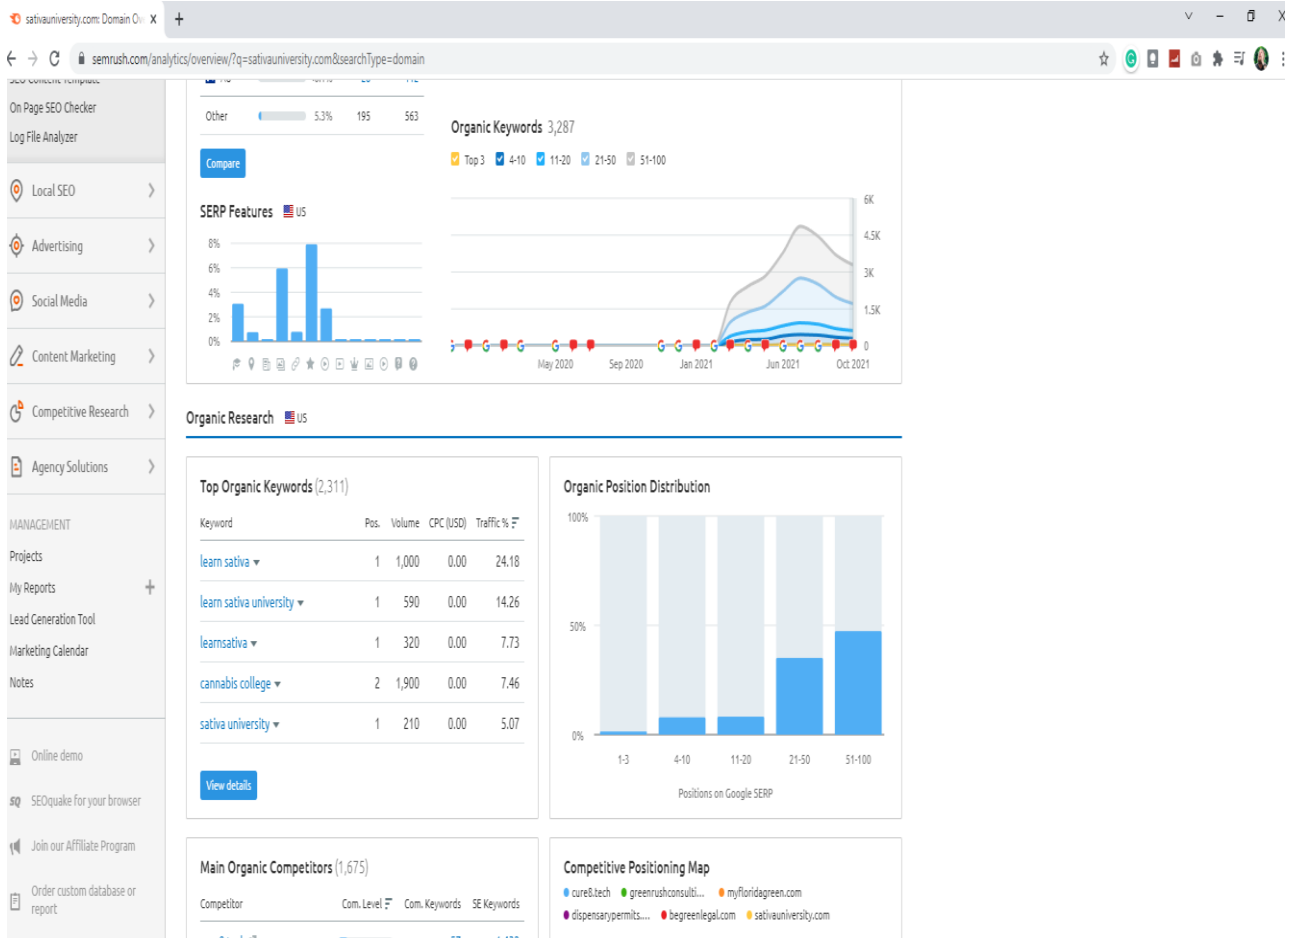 sativauniversity.com: Domain Ov X +
semrush.com/analytics/overview/?q=sativauniversity.com&searchType=domain
SEO Content Template
On Page SEO Checker
Log File Analyzer
Local SEO
Advertising
Social Media
Content Marketing
Competitive Research
Agency Solutions
MANAGEMENT
Projects
My Reports +
Lead Generation Tool
Marketing Calendar
Notes
Online demo
SQ SEOquake for your browser
Join our Affiliate Program
Order custom database or
report
Other 5.3% 195 563
Compare
SERP Features US
8%
6%
4%
2%
0%
Organic Keywords 3,287
Top 3 4-10 11-20 21-50 51-100
6K
4.5K
3K
1.5K
0
May 2020 Sep 2020 Jan 2021 Jun 2021 Oct 2021
Organic Research US
Top Organic Keywords (2,311)
Keyword Pos. Volume CPC (USD) Traffic %
learn sativa 1 1,000 0.00 24.18
learn sativa university 1 590 0.00 14.26
learnsativa 1 320 0.00 7.73
cannabis college 2 1,900 0.00 7.46
sativa university 1 210 0.00 5.07
View details
Organic Position Distribution
100%
50%
0%
1-3 4-10 11-20 21-50 51-100
Positions on Google SERP
Main Organic Competitors (1,675)
Competitor Com. Level Com. Keywords SE Keywords
Competitive Positioning Map
cure8.tech greenrushconsulti... myfloridagreen.com
dispensarypermits.... begreenlegal.com sativauniversity.com